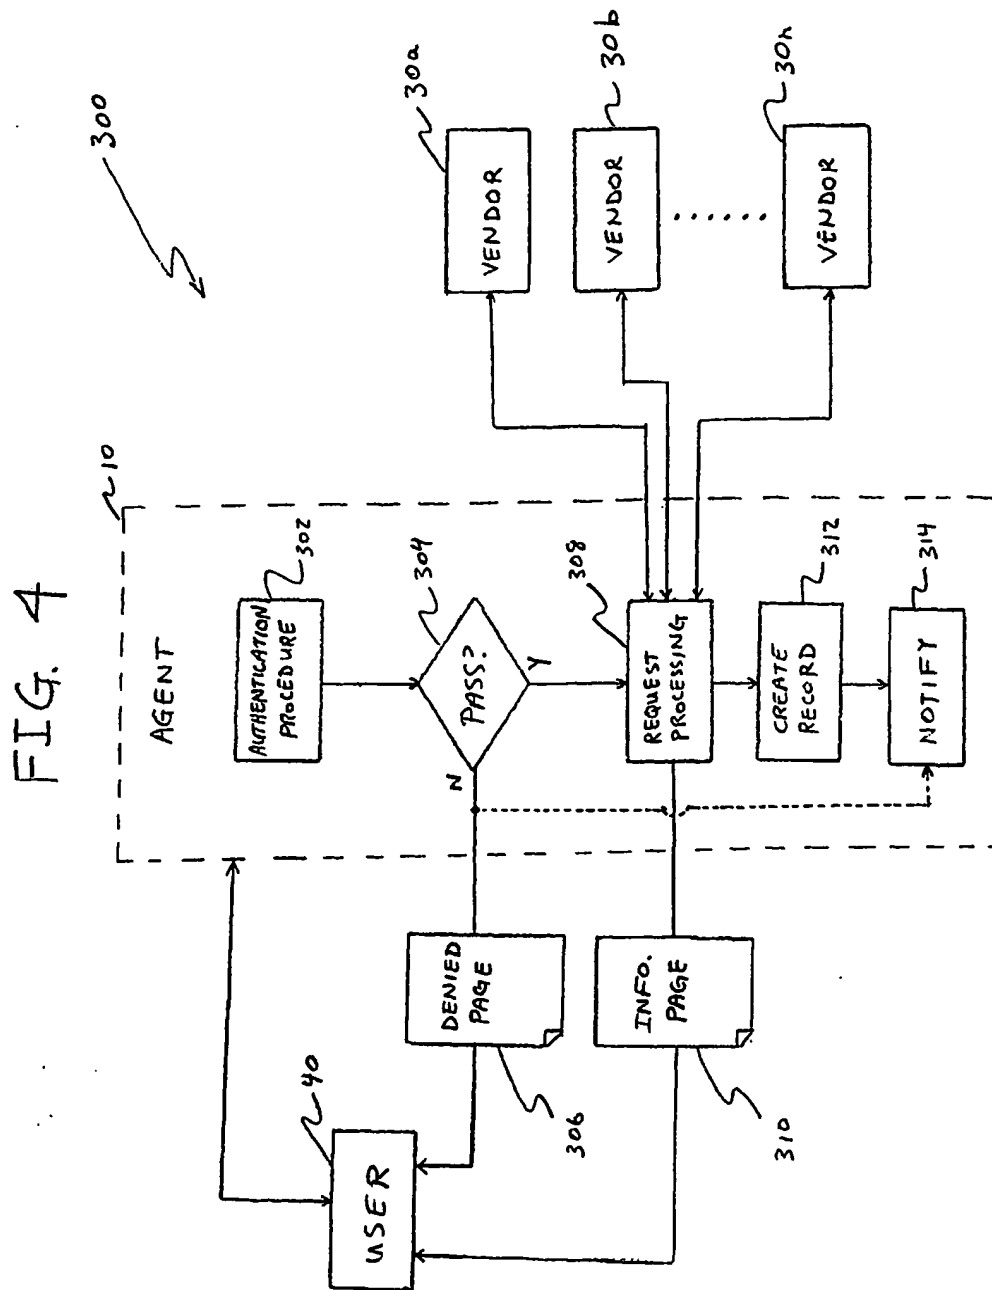 FIG. 4
300
10
AGENT
AUTHENTICATION
PROCEDURE
302
PASS?
304
N
Y
REQUEST
PROCESSING
308
CREATE
RECORD
312
NOTIFY
314
USER
40
DENIED
PAGE
306
INFO.
PAGE
310
VENDOR
30a
VENDOR
30b
......
VENDOR
30n